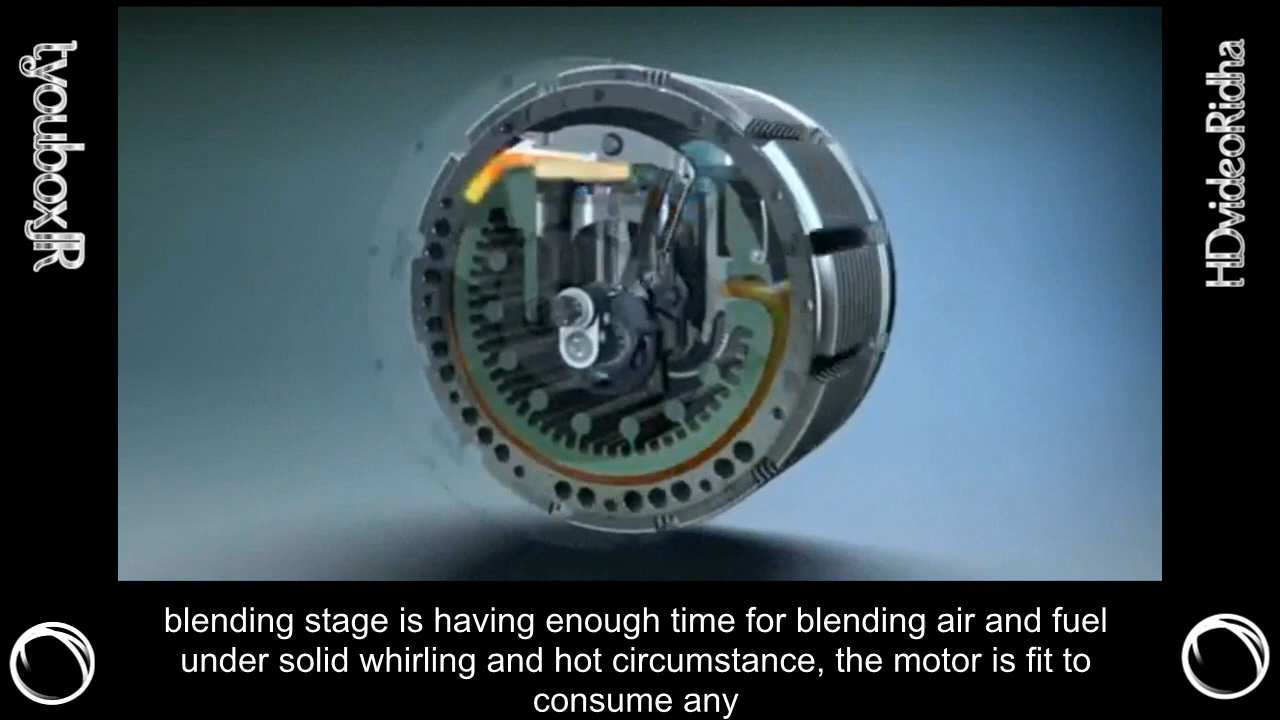 tyouboxJR
HDvideoRidha
blending stage is having enough time for blending air and fuel
under solid whirling and hot circumstance, the motor is fit to
consume any